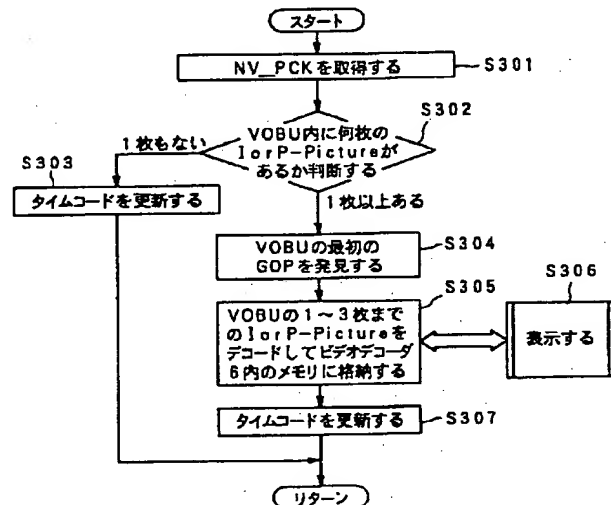 スタート
NV_PCKを取得する
S301
VOBU内に何枚の
IorP-Pictureが
あるか判断する
S302
1枚もない
S303
タイムコードを更新する
1枚以上ある
VOBUの最初の
GOPを発見する
S304
VOBUの1～3枚まで
のIorP-Pictureを
デコードしてビデオデコーダ
6内のメモリに格納する
S305
S306
表示する
タイムコードを更新する
S307
リターン